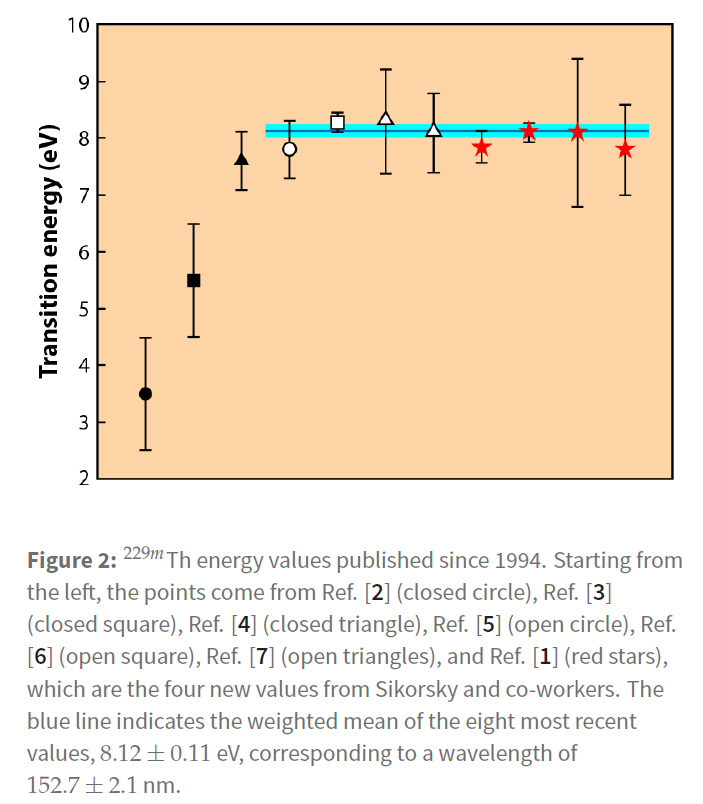 10
9
8
7
6
5
4
3
2
Transition energy (eV)
Figure 2: ²²⁹ᵐTh energy values published since 1994. Starting from
the left, the points come from Ref. [2] (closed circle), Ref. [3]
(closed square), Ref. [4] (closed triangle), Ref. [5] (open circle), Ref.
[6] (open square), Ref. [7] (open triangles), and Ref. [1] (red stars),
which are the four new values from Sikorsky and co-workers. The
blue line indicates the weighted mean of the eight most recent
values, 8.12 ± 0.11 eV, corresponding to a wavelength of
152.7 ± 2.1 nm.